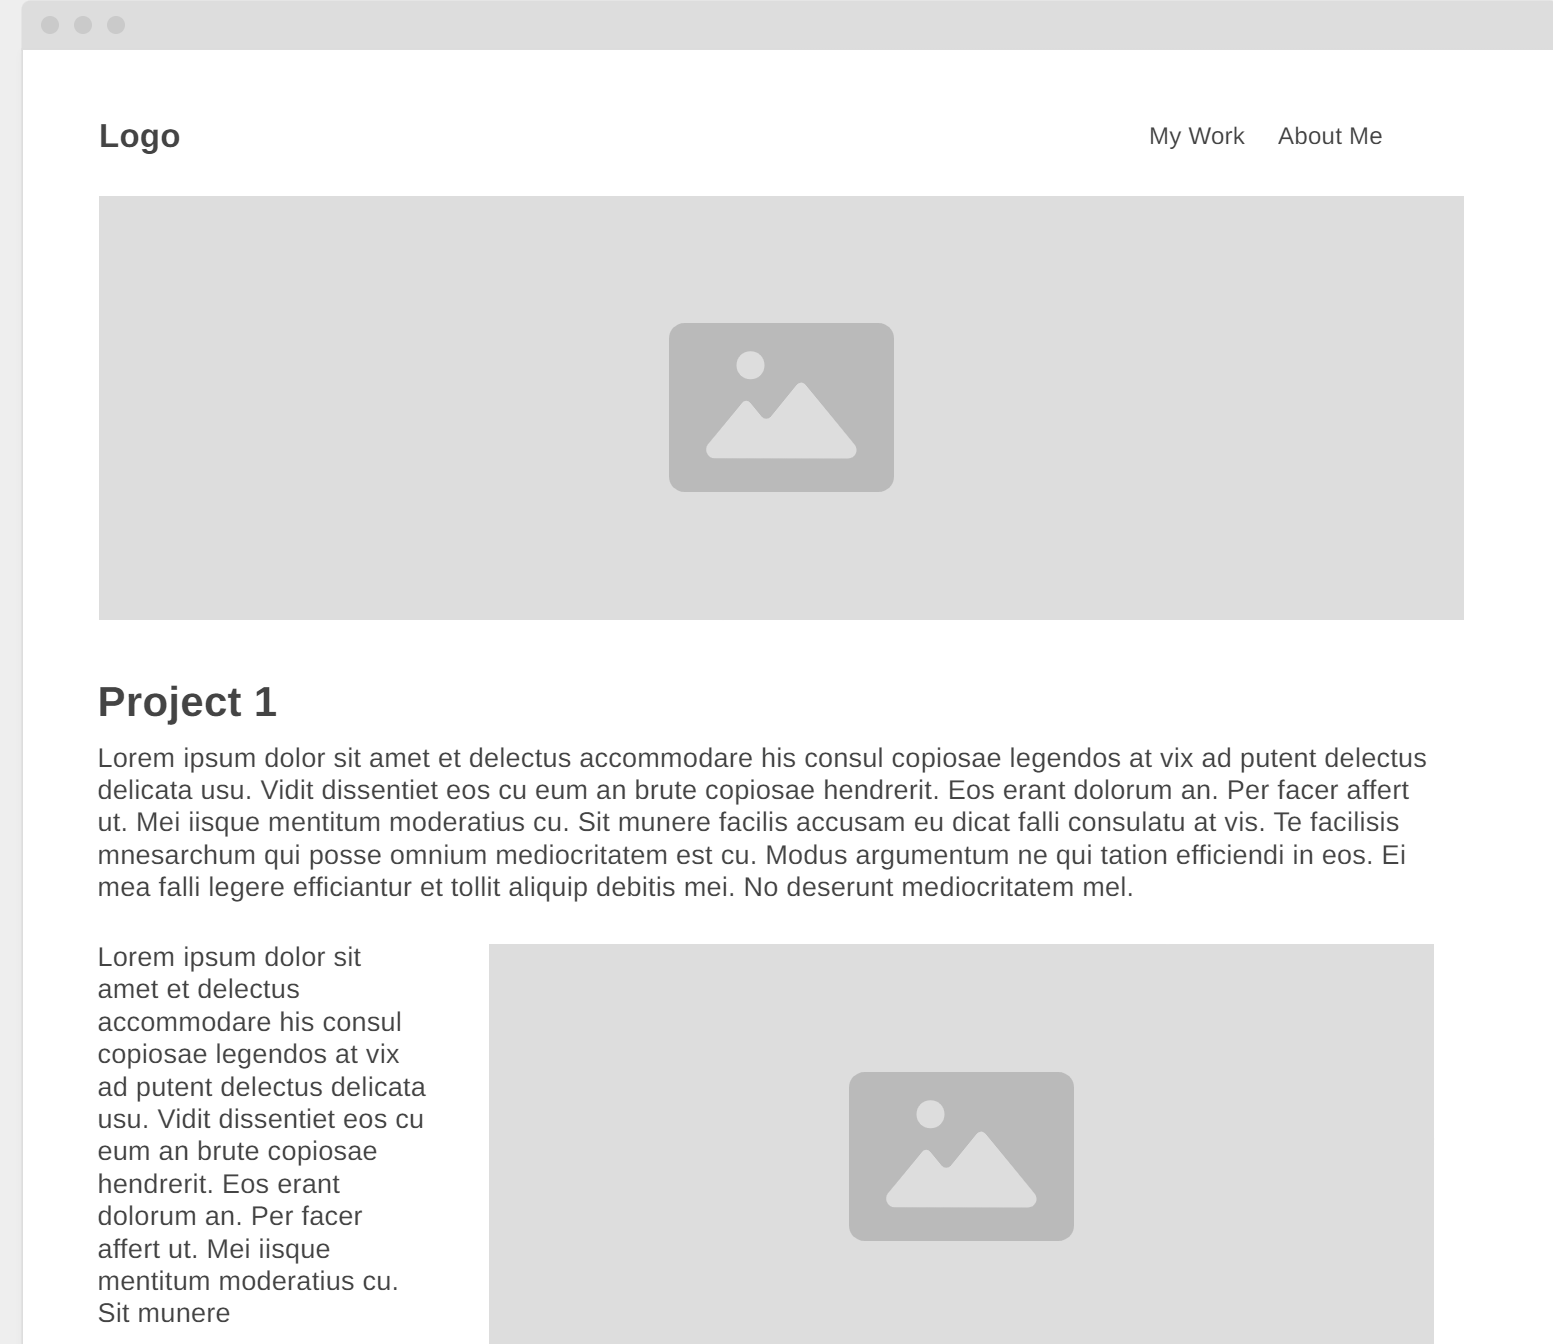 Logo
My Work About Me
Project 1
Lorem ipsum dolor sit amet et delectus accommodare his consul copiosae legendos at vix ad putent delectus
delicata usu. Vidit dissentiet eos cu eum an brute copiosae hendrerit. Eos erant dolorum an. Per facer affert
ut. Mei iisque mentitum moderatius cu. Sit munere facilis accusam eu dicat falli consulatu at vis. Te facilisis
mnesarchum qui posse omnium mediocritatem est cu. Modus argumentum ne qui tation efficiendi in eos. Ei
mea falli legere efficiantur et tollit aliquip debitis mei. No deserunt mediocritatem mel.
Lorem ipsum dolor sit
amet et delectus
accommodare his consul
copiosae legendos at vix
ad putent delectus delicata
usu. Vidit dissentiet eos cu
eum an brute copiosae
hendrerit. Eos erant
dolorum an. Per facer
affert ut. Mei iisque
mentitum moderatius cu.
Sit munere